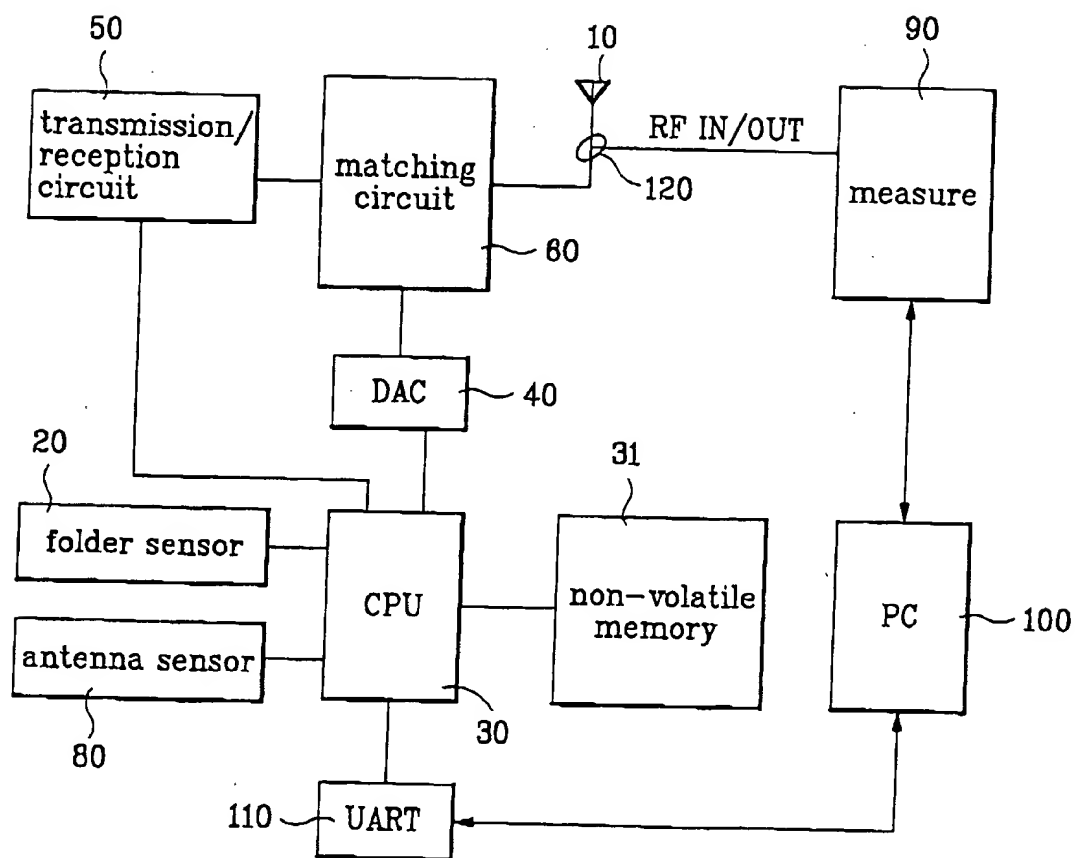 50
10
90
transmission/
reception
circuit
matching
circuit
RF IN/OUT
120
measure
60
DAC
40
20
31
folder sensor
CPU
non-volatile
memory
PC
100
antenna sensor
80
30
110
UART